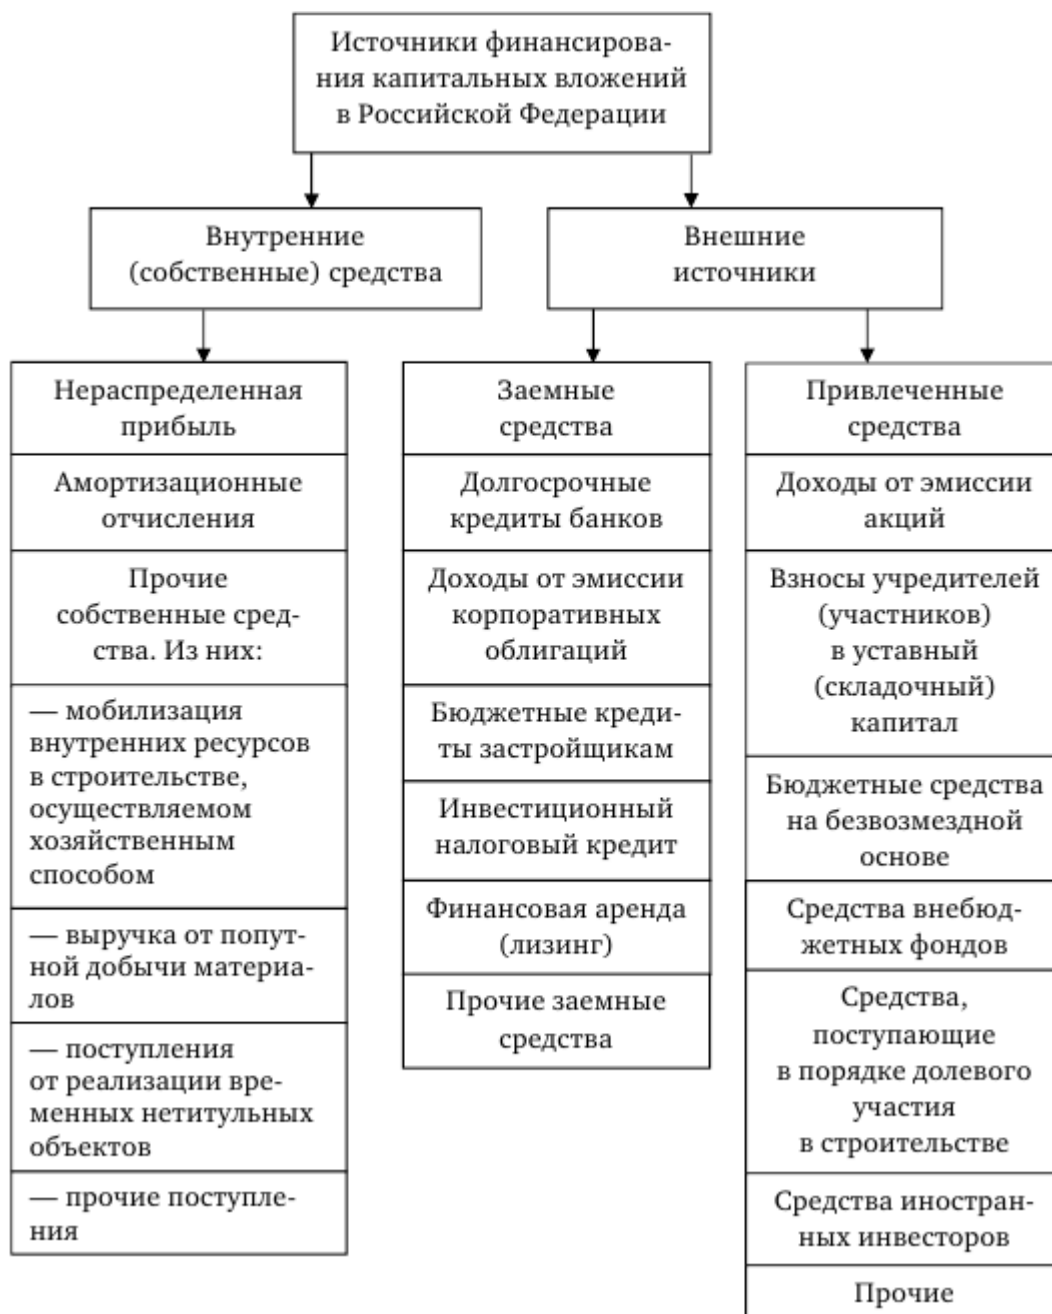 Источники финансирова-
ния капитальных вложений
в Российской Федерации
Внутренние
(собственные) средства
Внешние
источники
Нераспределенная
прибыль
Амортизационные
отчисления
Прочие
собственные сред-
ства. Из них:
— мобилизация
внутренних ресурсов
в строительстве,
осуществляемом
хозяйственным
способом
— выручка от попут-
ной добычи материа-
лов
— поступления
от реализации вре-
менных нетитульных
объектов
— прочие поступле-
ния
Заемные
средства
Долгосрочные
кредиты банков
Доходы от эмиссии
корпоративных
облигаций
Бюджетные креди-
ты застройщикам
Инвестиционный
налоговый кредит
Финансовая аренда
(лизинг)
Прочие заемные
средства
Привлеченные
средства
Доходы от эмиссии
акций
Взносы учредителей
(участников)
в уставный
(складочный)
капитал
Бюджетные средства
на безвозмездной
основе
Средства внебюд-
жетных фондов
Средства,
поступающие
в порядке долевого
участия
в строительстве
Средства иностран-
ных инвесторов
Прочие